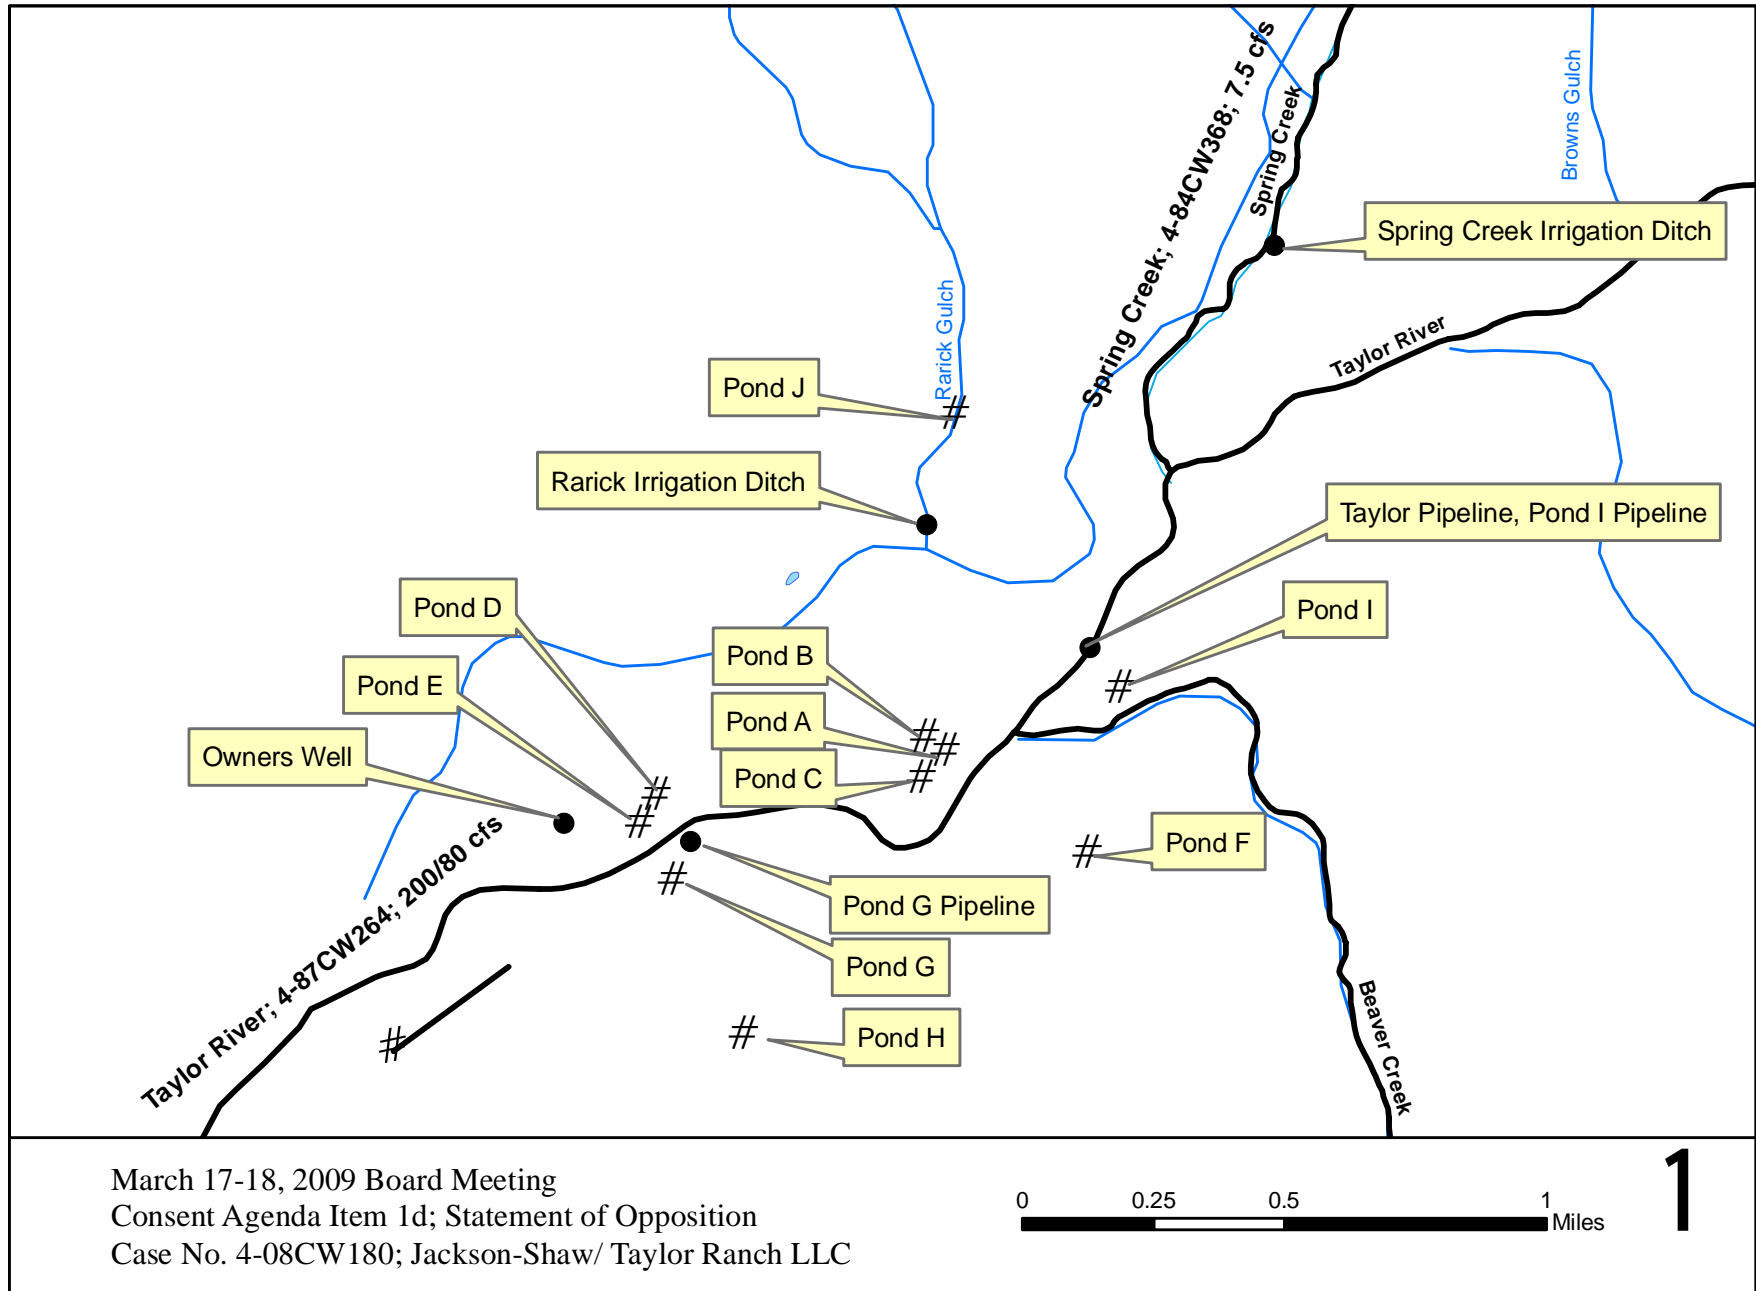 Spring Creek; 4-84CW368; 7.5 cfs
Spring Creek
Browns Gulch
Spring Creek Irrigation Ditch
Rarick Gulch
Taylor River
Pond J
Rarick Irrigation Ditch
Taylor Pipeline, Pond I Pipeline
Pond D
Pond I
Pond B
Pond E
Pond A
Owners Well
Pond C
Pond F
Taylor River; 4-87CW264; 200/80 cfs
Pond G Pipeline
Pond G
Pond H
Beaver Creek
#
#
#
#
#
#
#
#
#
#
#
March 17-18, 2009 Board Meeting
Consent Agenda Item 1d; Statement of Opposition
Case No. 4-08CW180; Jackson-Shaw/ Taylor Ranch LLC
0 0.25 0.5 1
Miles
1